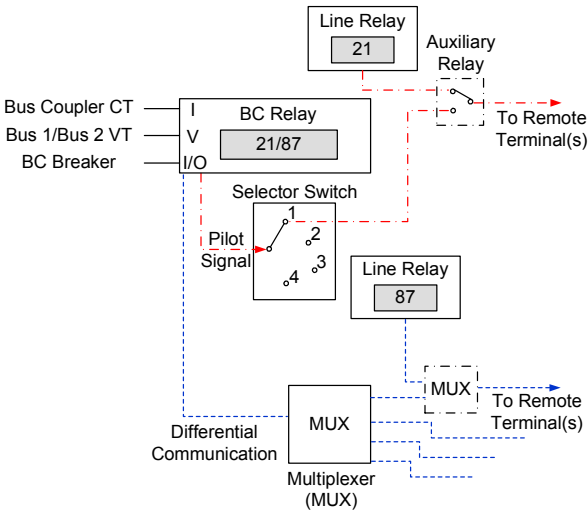 Line Relay
21
Auxiliary
Relay
To Remote
Terminal(s)
Bus Coupler CT
Bus 1/Bus 2 VT
BC Breaker
I
V
I/O
BC Relay
21/87
Selector Switch
1
2
3
4
Pilot
Signal
Line Relay
87
MUX
To Remote
Terminal(s)
MUX
Differential
Communication
Multiplexer
(MUX)